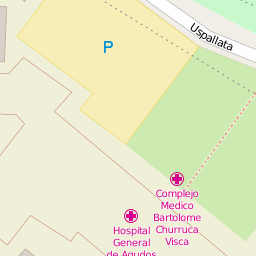 Uspallata
P
Complejo
Medico
Bartolome
Churruca
Visca
Hospital
General
de Agudos